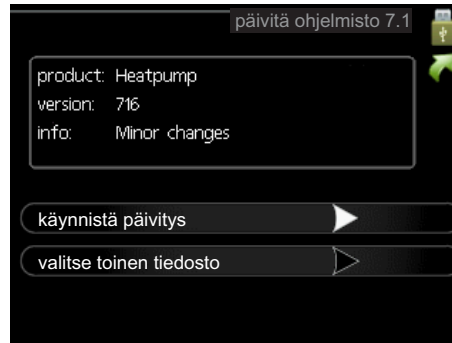 päivitä ohjelmisto 7.1
product: Heatpump
version: 716
info: Minor changes
käynnistä päivitys
valitse toinen tiedosto